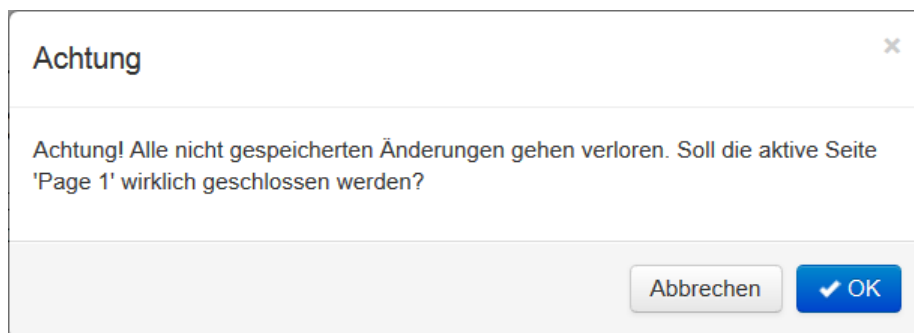 Achtung
Achtung! Alle nicht gespeicherten Änderungen gehen verloren. Soll die aktive Seite
'Page 1' wirklich geschlossen werden?
Abbrechen
OK